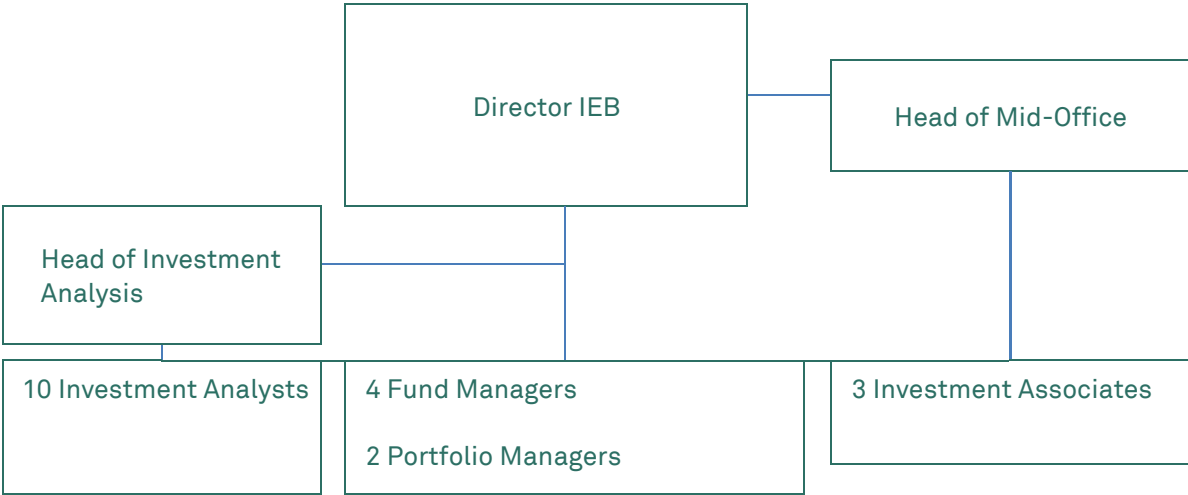 Director IEB
Head of Mid-Office
Head of Investment
Analysis
10 Investment Analysts
4 Fund Managers
2 Portfolio Managers
3 Investment Associates